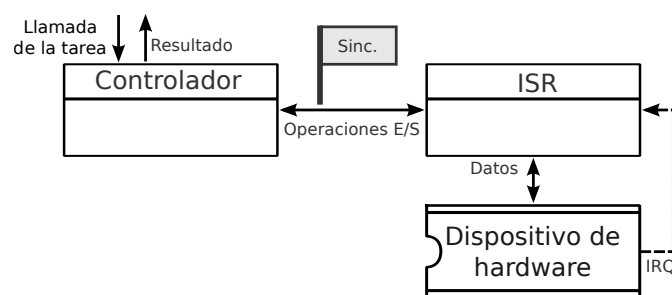 Llamada
de la tarea
Resultado
Sinc.
Controlador
ISR
Operaciones E/S
Datos
Dispositivo de
hardware
IRQ